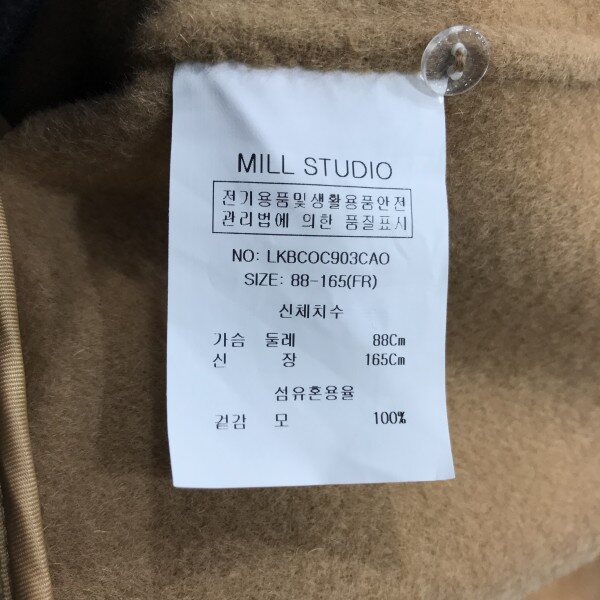 MILL STUDIO
전기용품및생활용품안전
관리법에 의한 품질표시
NO: LKBCOC903CAO
SIZE: 88-165(FR)
신체치수
가슴 둘레 88Cm
신 장 165Cm
섬유혼용율
겉감 모 100%